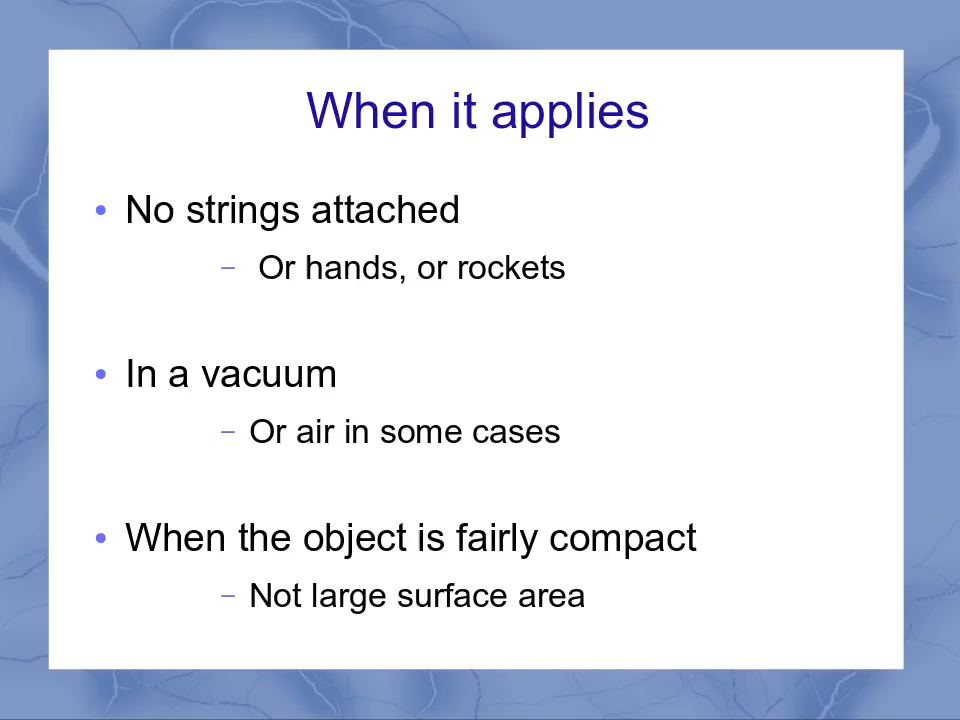 When it applies
• No strings attached
– Or hands, or rockets
• In a vacuum
– Or air in some cases
• When the object is fairly compact
– Not large surface area